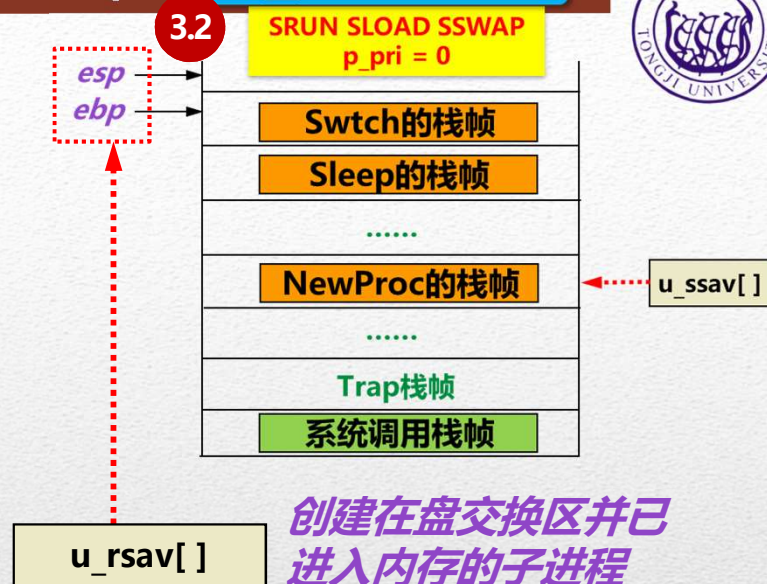 3.2
SRUN SLOAD SSWAP
p_pri = 0
esp
ebp
Swtch的栈帧
Sleep的栈帧
……
NewProc的栈帧
u_ssav[ ]
……
Trap栈帧
系统调用栈帧
u_rsav[ ]
创建在盘交换区并已
进入内存的子进程
TONGJI UNIVERSI